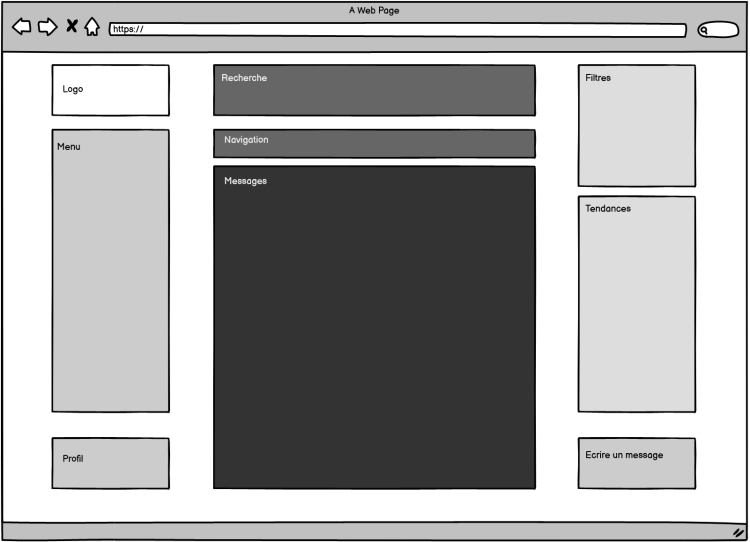 A Web Page
https://
Logo
Recherche
Filtres
Menu
Navigation
Messages
Tendances
Profil
Ecrire un message